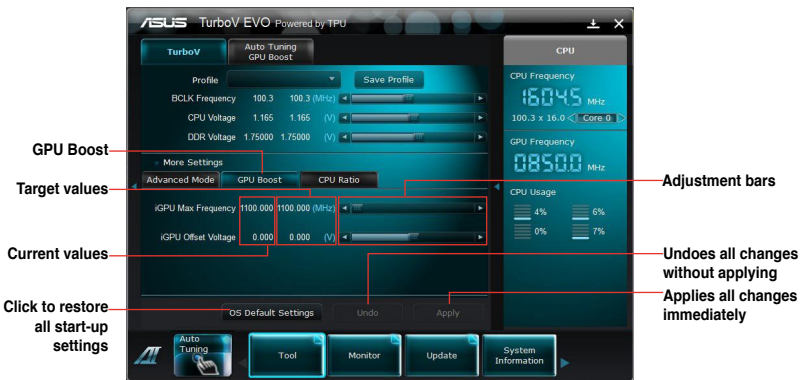 ASUS TurboV EVO Powered by TPU
TurboV
Auto Tuning
GPU Boost
CPU
Profile
Save Profile
BCLK Frequency 100.3 100.3 (MHz)
CPU Voltage 1.165 1.165 (V)
DDR Voltage 1.75000 1.75000 (V)
More Settings
Advanced Mode
GPU Boost
CPU Ratio
iGPU Max Frequency 1100.000 1100.000 (MHz)
iGPU Offset Voltage 0.000 0.000 (V)
OS Default Settings
Undo
Apply
CPU Frequency
1604.5 MHz
100.3 x 16.0 Core 0
GPU Frequency
0850.0 MHz
CPU Usage
4% 6%
0% 7%
AI
Auto
Tuning
Tool
Monitor
Update
System
Information
GPU Boost
Target values
Current values
Click to restore
all start-up
settings
Adjustment bars
Undoes all changes
without applying
Applies all changes
immediately